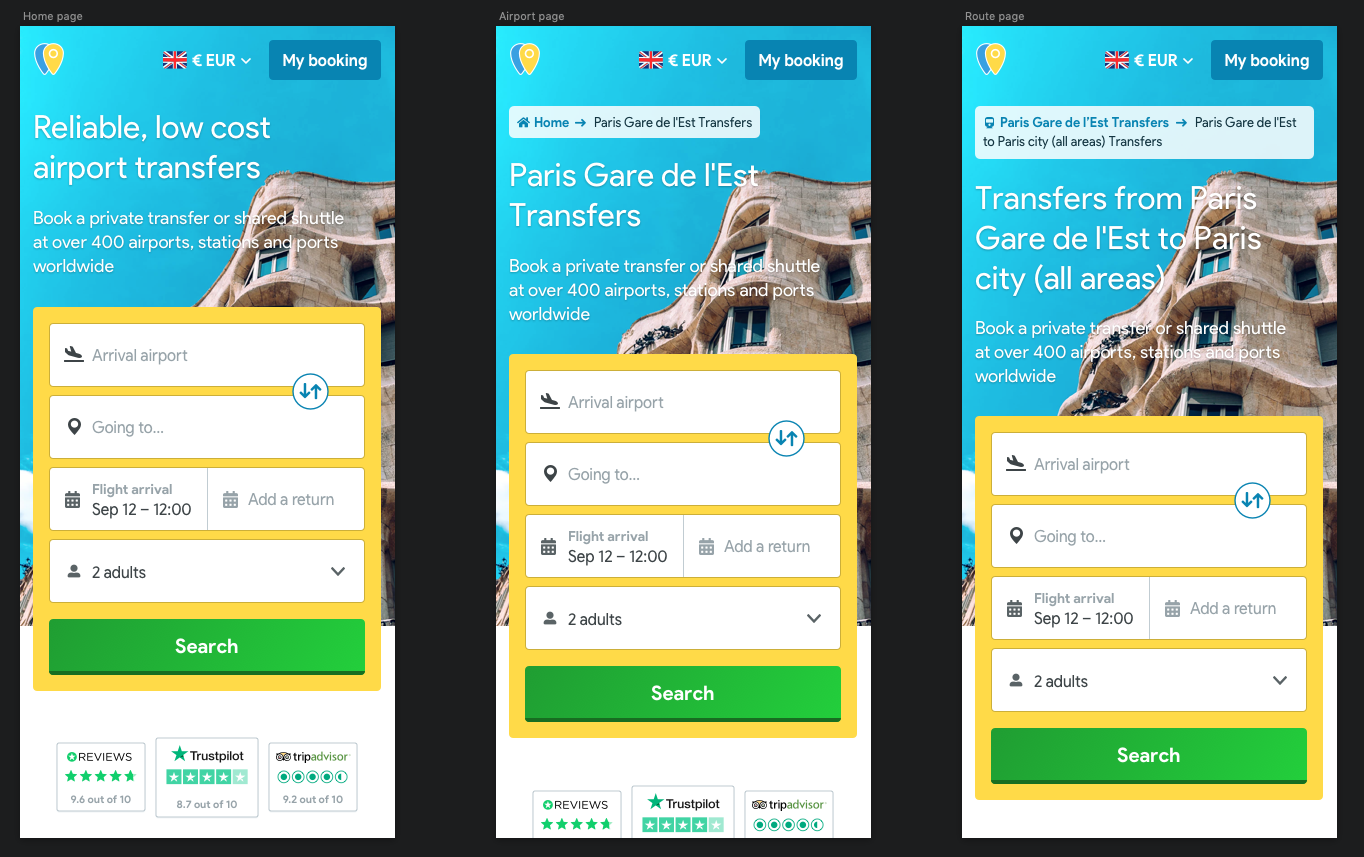 Home page
€ EUR
My booking
Reliable, low cost
airport transfers
Book a private transfer or shared shuttle
at over 400 airports, stations and ports
worldwide
Arrival airport
Going to...
Flight arrival
Sep 12 – 12:00
Add a return
2 adults
Search
REVIEWS
9.6 out of 10
Trustpilot
8.7 out of 10
tripadvisor
9.2 out of 10
Airport page
€ EUR
My booking
Home → Paris Gare de l'Est Transfers
Paris Gare de l'Est
Transfers
Book a private transfer or shared shuttle
at over 400 airports, stations and ports
worldwide
Arrival airport
Going to...
Flight arrival
Sep 12 – 12:00
Add a return
2 adults
Search
REVIEWS
Trustpilot
tripadvisor
Route page
€ EUR
My booking
Paris Gare de l'Est Transfers → Paris Gare de l'Est
to Paris city (all areas) Transfers
Transfers from Paris
Gare de l'Est to Paris
city (all areas)
Book a private transfer or shared shuttle
at over 400 airports, stations and ports
worldwide
Arrival airport
Going to...
Flight arrival
Sep 12 – 12:00
Add a return
2 adults
Search